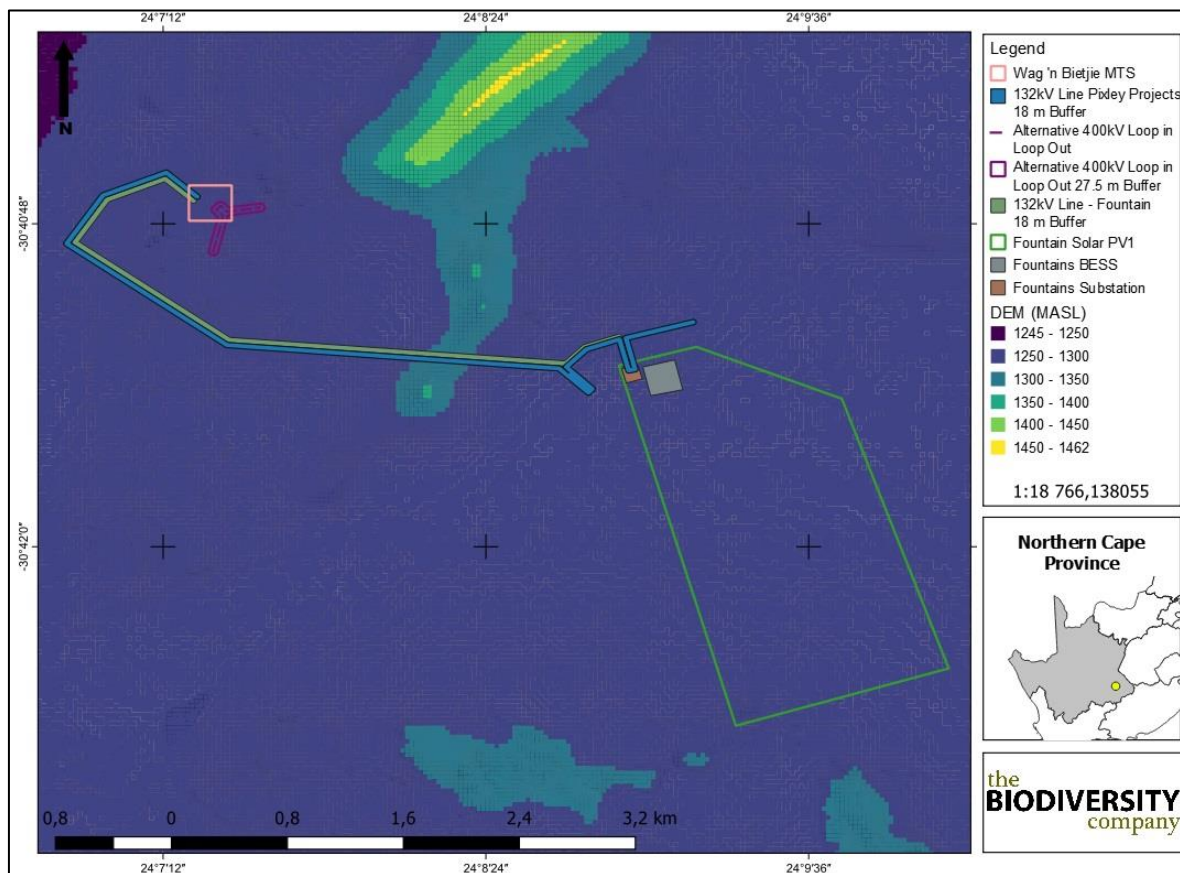 24°7'12"
24°8'24"
24°9'36"
-30°40'48"
-30°42'0"
N
0,8
0
0,8
1,6
2,4
3,2 km
24°7'12"
24°8'24"
24°9'36"
Legend
Wag 'n Bietjie MTS
132kV Line Pixley Projects
18 m Buffer
Alternative 400kV Loop in
Loop Out
Alternative 400kV Loop in
Loop Out 27.5 m Buffer
132kV Line - Fountain
18 m Buffer
Fountain Solar PV1
Fountains BESS
Fountains Substation
DEM (MASL)
1245 - 1250
1250 - 1300
1300 - 1350
1350 - 1400
1400 - 1450
1450 - 1462
1:18 766,138055
Northern Cape
Province
the
BIODIVERSITY
company